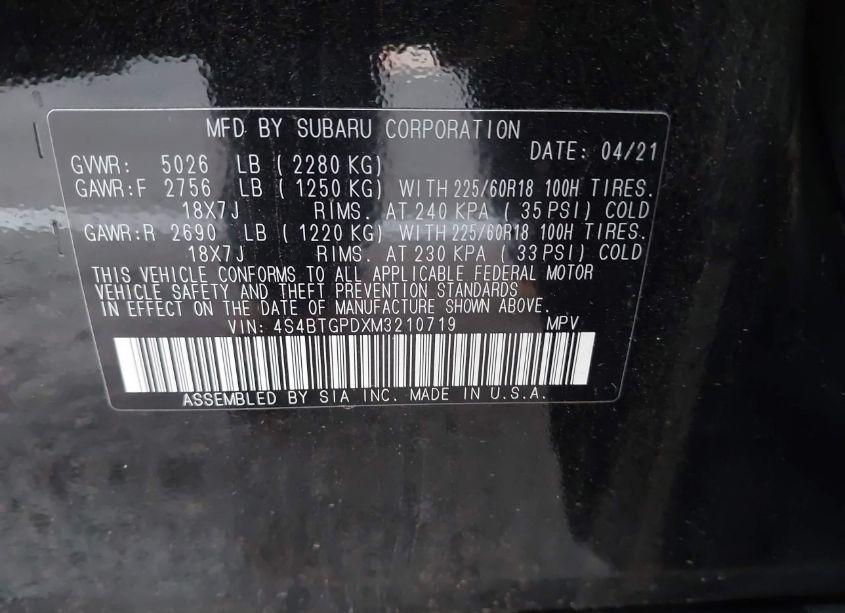 MFD BY SUBARU CORPORATION
DATE: 04/21
GVWR: 5026 LB ( 2280 KG)
GAWR:F 2756 LB ( 1250 KG) WITH 225/60R18 100H TIRES.
18X7J RIMS. AT 240 KPA ( 35 PSI) COLD
GAWR:R 2690 LB ( 1220 KG) WITH 225/60R18 100H TIRES.
18X7J RIMS. AT 230 KPA ( 33 PSI) COLD
THIS VEHICLE CONFORMS TO ALL APPLICABLE FEDERAL MOTOR
VEHICLE SAFETY AND THEFT PREVENTION STANDARDS
IN EFFECT ON THE DATE OF MANUFACTURE SHOWN ABOVE.
VIN: 4S4BTGPDXM3210719 MPV
ASSEMBLED BY SIA INC. MADE IN U.S.A.